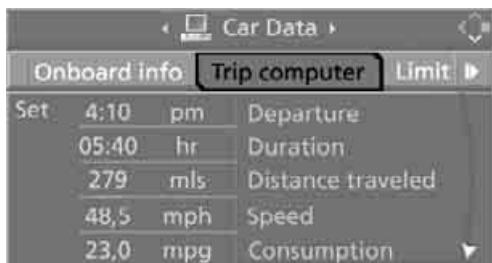 Car Data
Onboard info Trip computer Limit
Set 4:10 pm Departure
05:40 hr Duration
279 mls Distance traveled
48,5 mph Speed
23,0 mpg Consumption